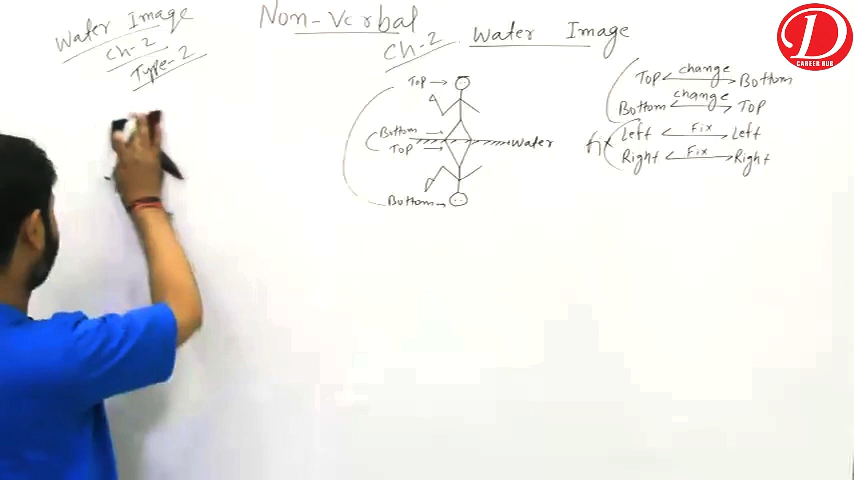 Water Image
Ch-2
Type-2
Non-Verbal
Ch-2 Water Image
Top
Bottom
Top
Water
Bottom
Top change Bottom
Bottom change Top
fix
Left Fix Left
Right Fix Right
D
CAREER HUB